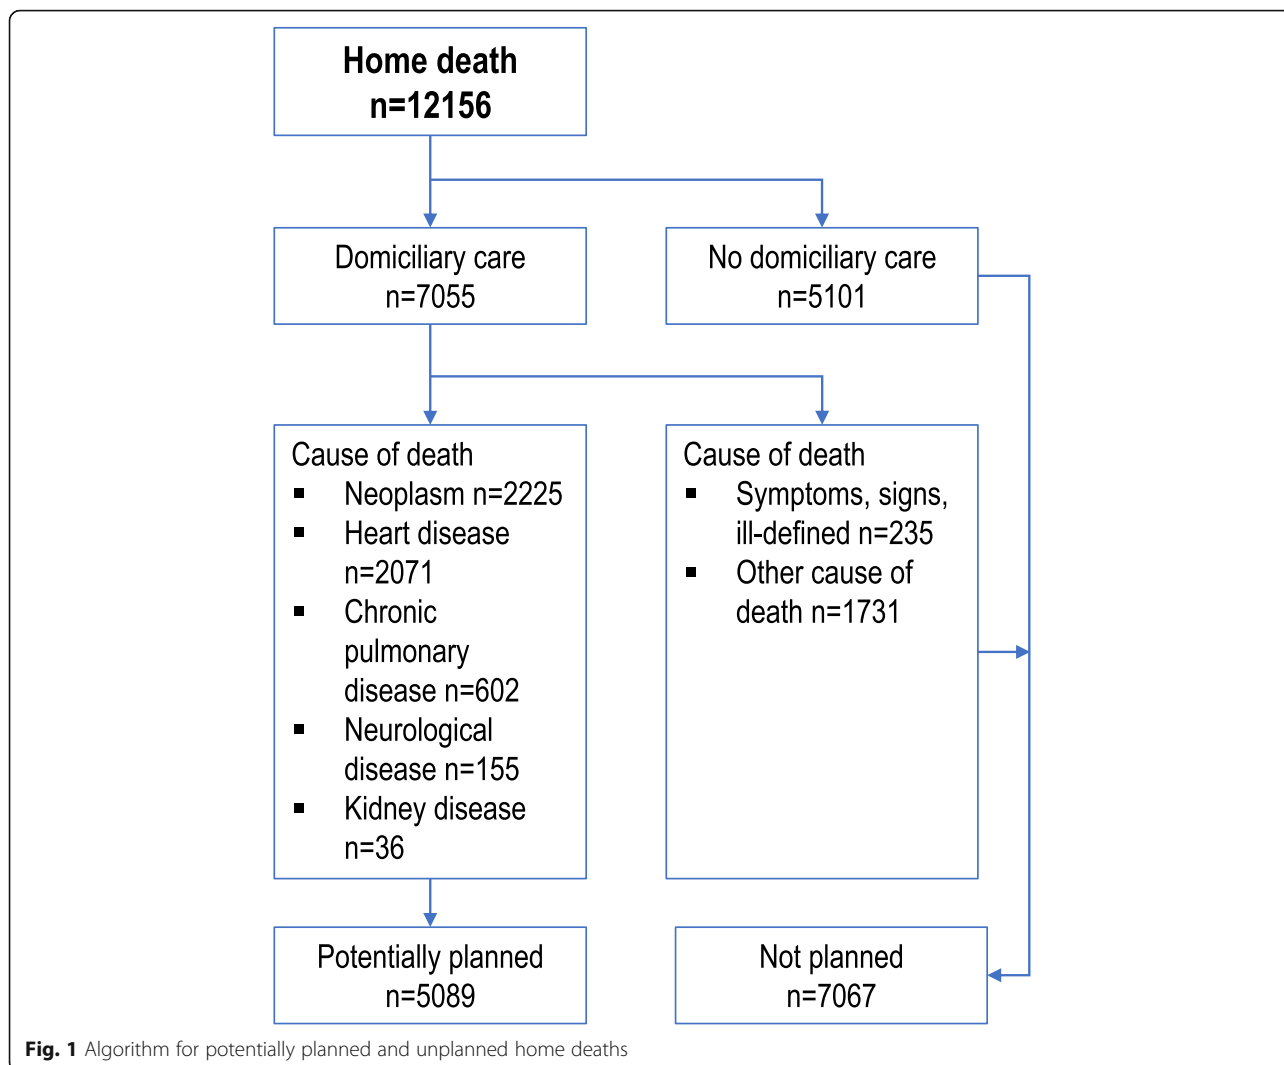 Home death
n=12156
Domiciliary care
n=7055
No domiciliary care
n=5101
Cause of death
▪ Neoplasm n=2225
▪ Heart disease
n=2071
▪ Chronic
pulmonary
disease n=602
▪ Neurological
disease n=155
▪ Kidney disease
n=36
Cause of death
▪ Symptoms, signs,
ill-defined n=235
▪ Other cause of
death n=1731
Potentially planned
n=5089
Not planned
n=7067
Fig. 1 Algorithm for potentially planned and unplanned home deaths